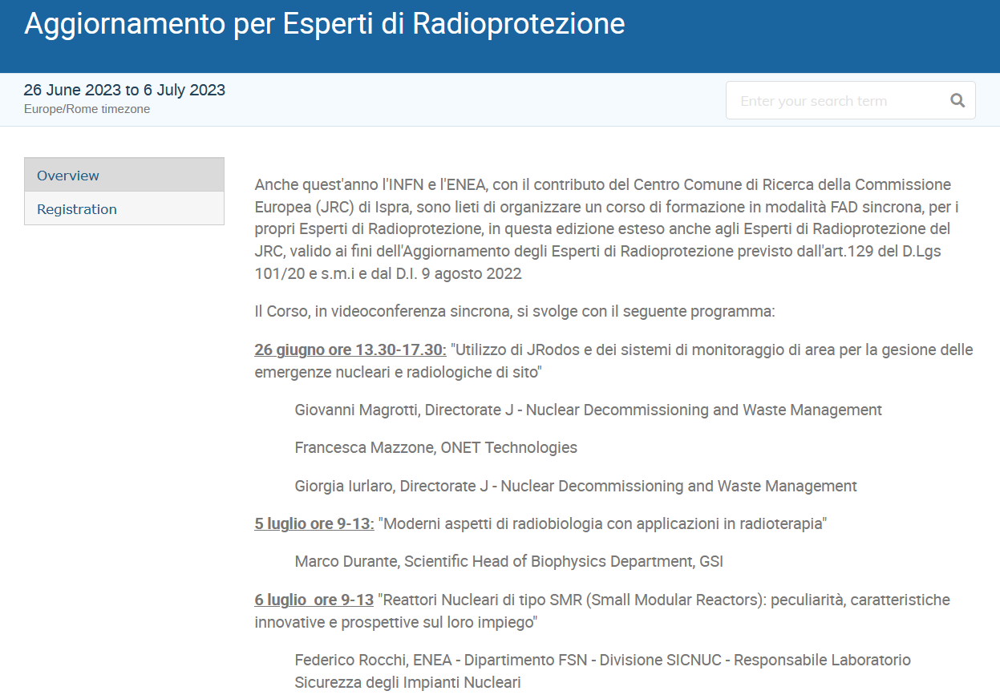 Aggiornamento per Esperti di Radioprotezione
26 June 2023 to 6 July 2023
Europe/Rome timezone
Enter your search term
Overview
Registration
Anche quest'anno l'INFN e l'ENEA, con il contributo del Centro Comune di Ricerca della Commissione
Europea (JRC) di Ispra, sono lieti di organizzare un corso di formazione in modalità FAD sincrona, per i
propri Esperti di Radioprotezione, in questa edizione esteso anche agli Esperti di Radioprotezione del
JRC, valido ai fini dell'Aggiornamento degli Esperti di Radioprotezione previsto dall'art.129 del D.Lgs
101/20 e s.m.i e dal D.I. 9 agosto 2022
Il Corso, in videoconferenza sincrona, si svolge con il seguente programma:
26 giugno ore 13.30-17.30: "Utilizzo di JRodos e dei sistemi di monitoraggio di area per la gesione delle
emergenze nucleari e radiologiche di sito"
Giovanni Magrotti, Directorate J - Nuclear Decommissioning and Waste Management
Francesca Mazzone, ONET Technologies
Giorgia Iurlaro, Directorate J - Nuclear Decommissioning and Waste Management
5 luglio ore 9-13: "Moderni aspetti di radiobiologia con applicazioni in radioterapia"
Marco Durante, Scientific Head of Biophysics Department, GSI
6 luglio  ore 9-13 "Reattori Nucleari di tipo SMR (Small Modular Reactors): peculiarità, caratteristiche
innovative e prospettive sul loro impiego"
Federico Rocchi, ENEA - Dipartimento FSN - Divisione SICNUC - Responsabile Laboratorio
Sicurezza degli Impianti Nucleari